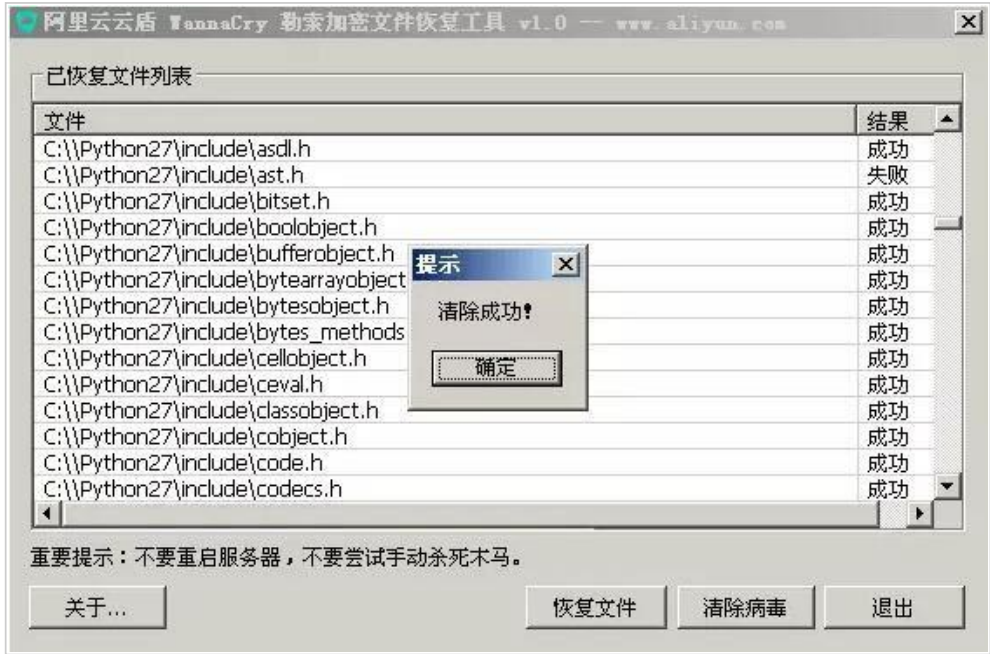 阿里云云盾 WannaCry 勒索加密文件恢复工具 v1.0 -- www.aliyun.com
已恢复文件列表
文件 结果
C:\\Python27\include\asdl.h 成功
C:\\Python27\include\ast.h 失败
C:\\Python27\include\bitset.h 成功
C:\\Python27\include\boolobject.h 成功
C:\\Python27\include\bufferobject.h 成功
C:\\Python27\include\bytearrayobject 成功
C:\\Python27\include\bytesobject.h 成功
C:\\Python27\include\bytes_methods 成功
C:\\Python27\include\cellobject.h 成功
C:\\Python27\include\ceval.h 成功
C:\\Python27\include\classobject.h 成功
C:\\Python27\include\cobject.h 成功
C:\\Python27\include\code.h 成功
C:\\Python27\include\codecs.h 成功
提示
清除成功!
确定
重要提示：不要重启服务器，不要尝试手动杀死木马。
关于... 恢复文件 清除病毒 退出